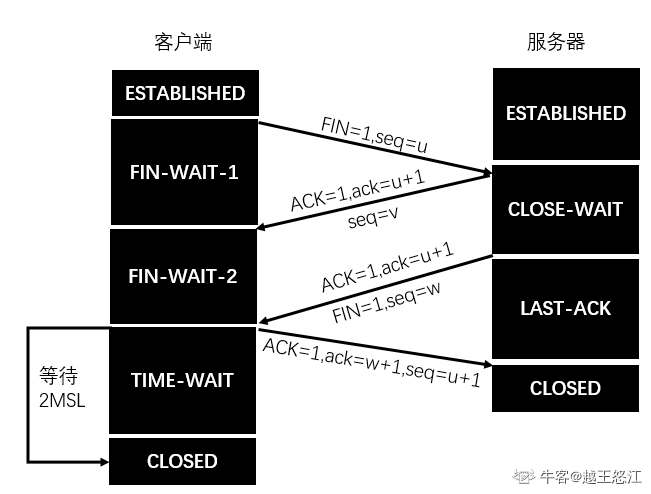 客户端
服务器
ESTABLISHED
ESTABLISHED
FIN=1,seq=u
FIN-WAIT-1
ACK=1,ack=u+1
seq=v
CLOSE-WAIT
FIN-WAIT-2
ACK=1,ack=u+1
FIN=1,seq=w
LAST-ACK
ACK=1,ack=w+1,seq=u+1
等待
2MSL
TIME-WAIT
CLOSED
CLOSED
牛客@越王怒江